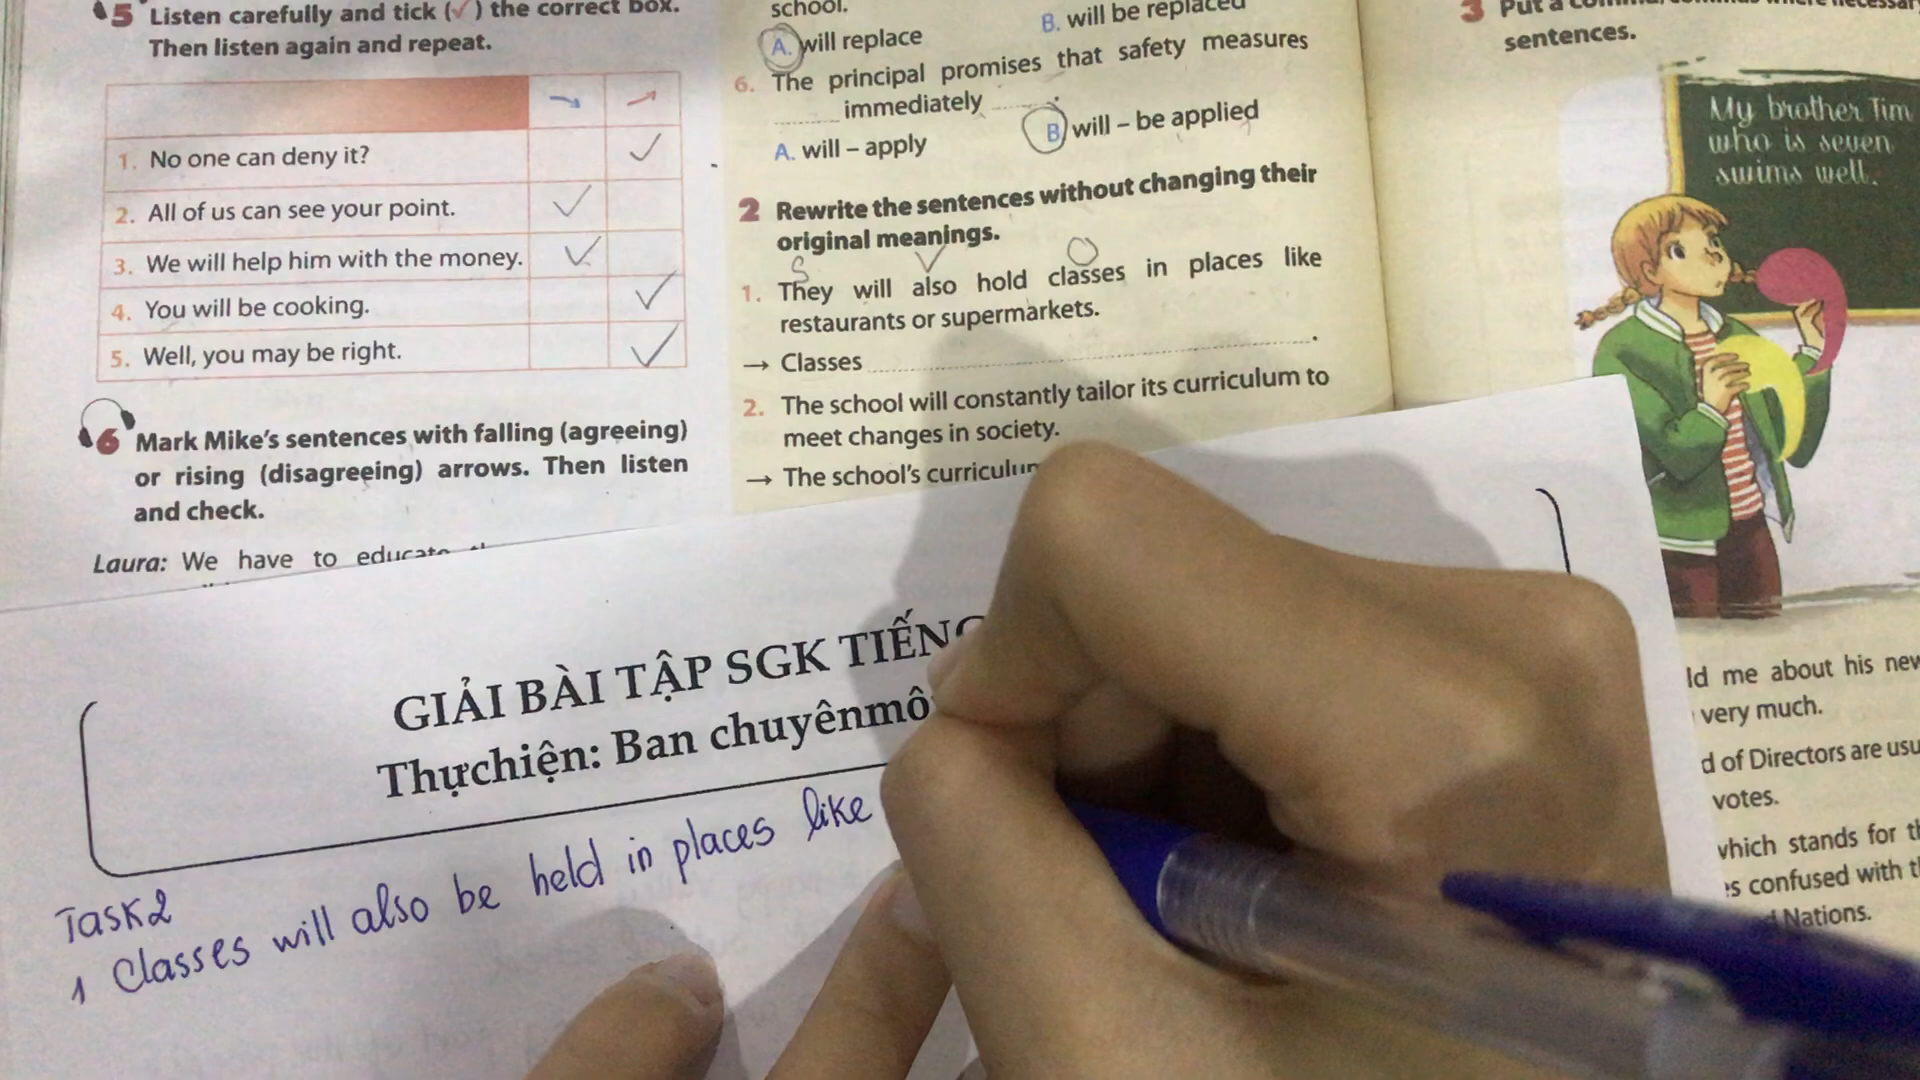 5 Listen carefully and tick (✓) the correct box.
Then listen again and repeat.
1. No one can deny it? ✓
2. All of us can see your point. ✓
3. We will help him with the money. ✓
4. You will be cooking. ✓
5. Well, you may be right. ✓
6 Mark Mike's sentences with falling (agreeing)
or rising (disagreeing) arrows. Then listen
and check.
Laura: We have to educate
school.
A. will replace B. will be replaced
6. The principal promises that safety measures
........ immediately ........
A. will – apply B will – be applied
2 Rewrite the sentences without changing their
original meanings.
S V O
1. They will also hold classes in places like
restaurants or supermarkets.
→ Classes ........ .
2. The school will constantly tailor its curriculum to
meet changes in society.
→ The school's
3 Put a
sentences.
My brother Tim
who is seven
swims well.
me about his
very much.
of Directors are
votes.
which stands for
confused with
Nations.
GIẢI BÀI TẬP SGK
Thựchiện: Ban
Task2
1 Classes will also be held in places like